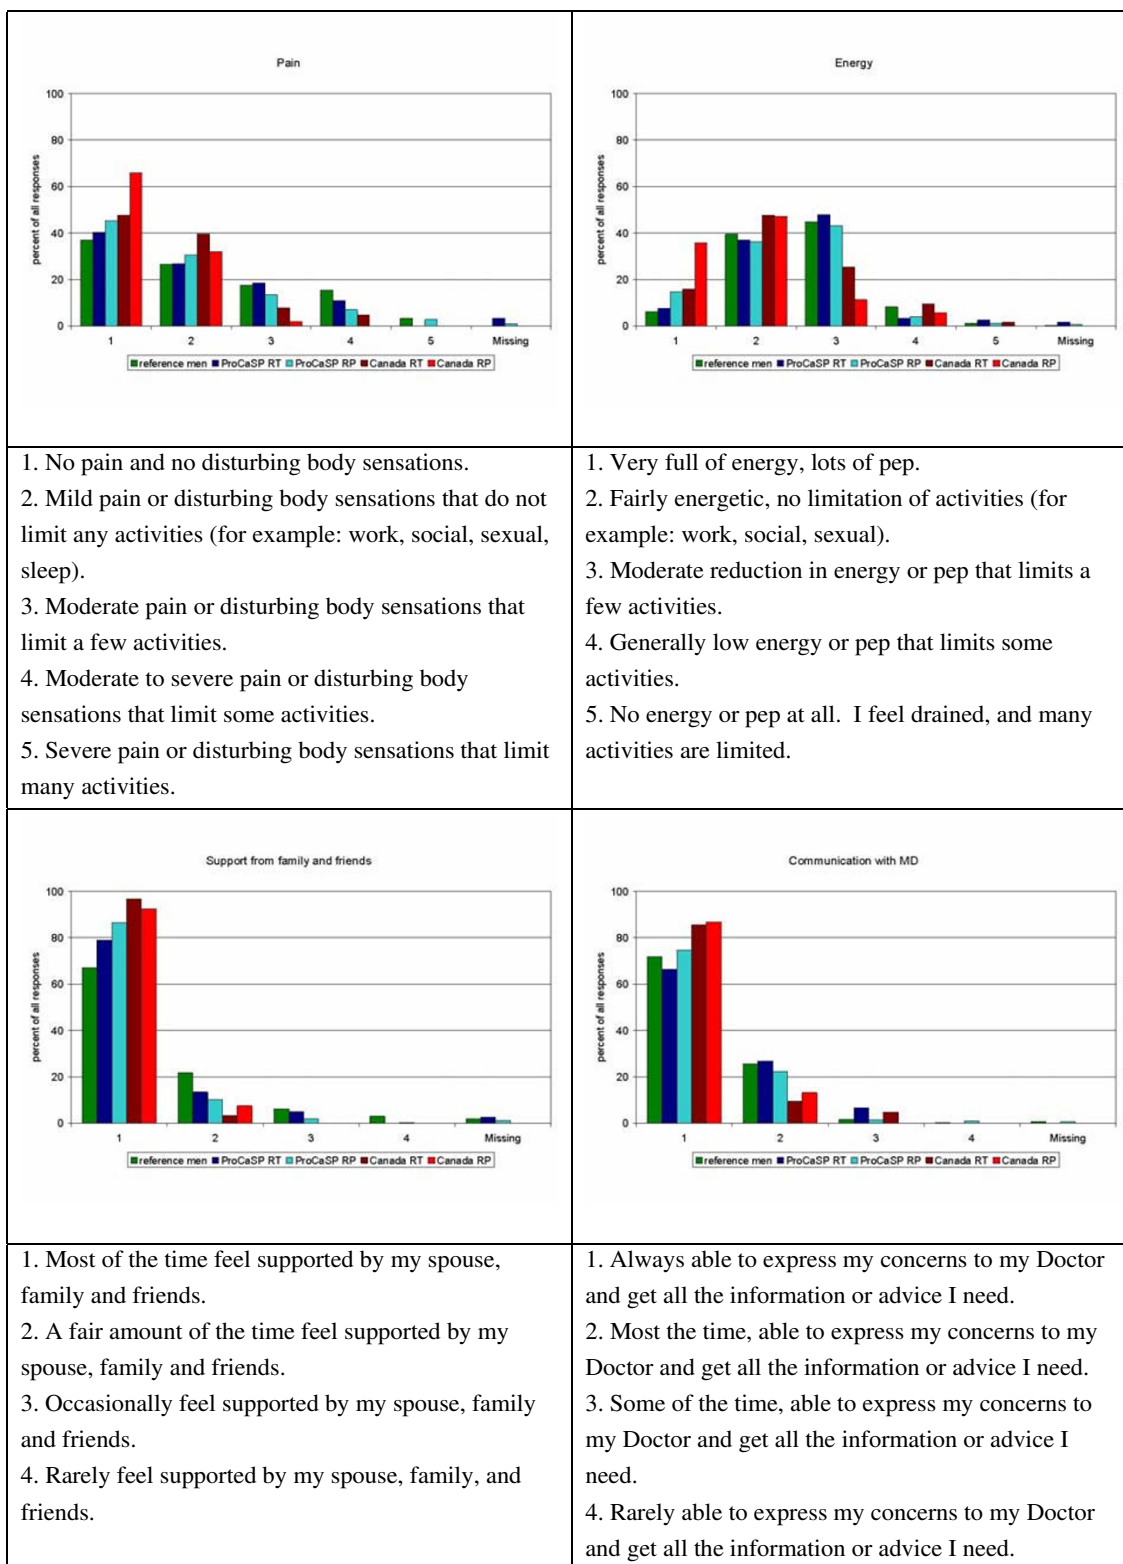 Pain
100
80
60
40
20
0
percent of all responses
1 2 3 4 5 Missing
reference men ProCaSP RT ProCaSP RP Canada RT Canada RP
Energy
100
80
60
40
20
0
percent of all responses
1 2 3 4 5 Missing
reference men ProCaSP RT ProCaSP RP Canada RT Canada RP
1. No pain and no disturbing body sensations.
2. Mild pain or disturbing body sensations that do not
limit any activities (for example: work, social, sexual,
sleep).
3. Moderate pain or disturbing body sensations that
limit a few activities.
4. Moderate to severe pain or disturbing body
sensations that limit some activities.
5. Severe pain or disturbing body sensations that limit
many activities.
1. Very full of energy, lots of pep.
2. Fairly energetic, no limitation of activities (for
example: work, social, sexual).
3. Moderate reduction in energy or pep that limits a
few activities.
4. Generally low energy or pep that limits some
activities.
5. No energy or pep at all.  I feel drained, and many
activities are limited.
Support from family and friends
100
80
60
40
20
0
percent of all responses
1 2 3 4 Missing
reference men ProCaSP RT ProCaSP RP Canada RT Canada RP
Communication with MD
100
80
60
40
20
0
percent of all responses
1 2 3 4 Missing
reference men ProCaSP RT ProCaSP RP Canada RT Canada RP
1. Most of the time feel supported by my spouse,
family and friends.
2. A fair amount of the time feel supported by my
spouse, family and friends.
3. Occasionally feel supported by my spouse, family
and friends.
4. Rarely feel supported by my spouse, family, and
friends.
1. Always able to express my concerns to my Doctor
and get all the information or advice I need.
2. Most the time, able to express my concerns to my
Doctor and get all the information or advice I need.
3. Some of the time, able to express my concerns to
my Doctor and get all the information or advice I
need.
4. Rarely able to express my concerns to my Doctor
and get all the information or advice I need.